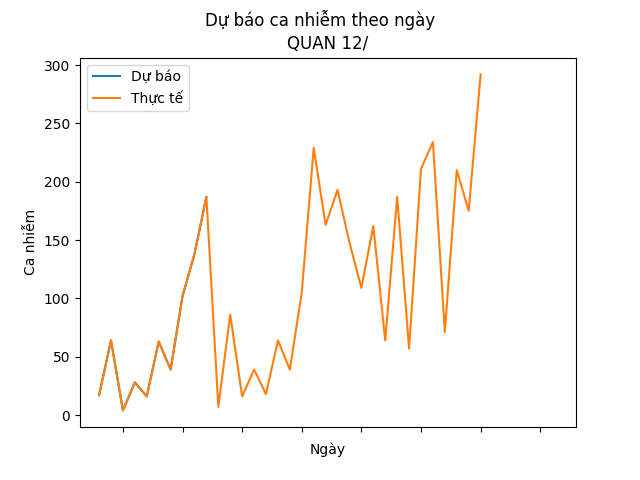 Dự báo ca nhiễm theo ngày
QUAN 12/
300
250
200
150
100
50
0
Dự báo
Thực tế
Ca nhiễm
Ngày